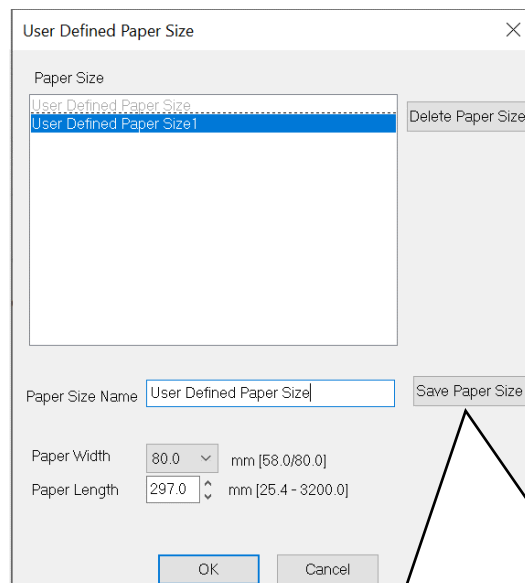 User Defined Paper Size
Paper Size
User Defined Paper Size
User Defined Paper Size1
Delete Paper Size
Paper Size Name User Defined Paper Size Save Paper Size
Paper Width 80.0 mm [58.0/80.0]
Paper Length 297.0 mm [25.4 - 3200.0]
OK Cancel